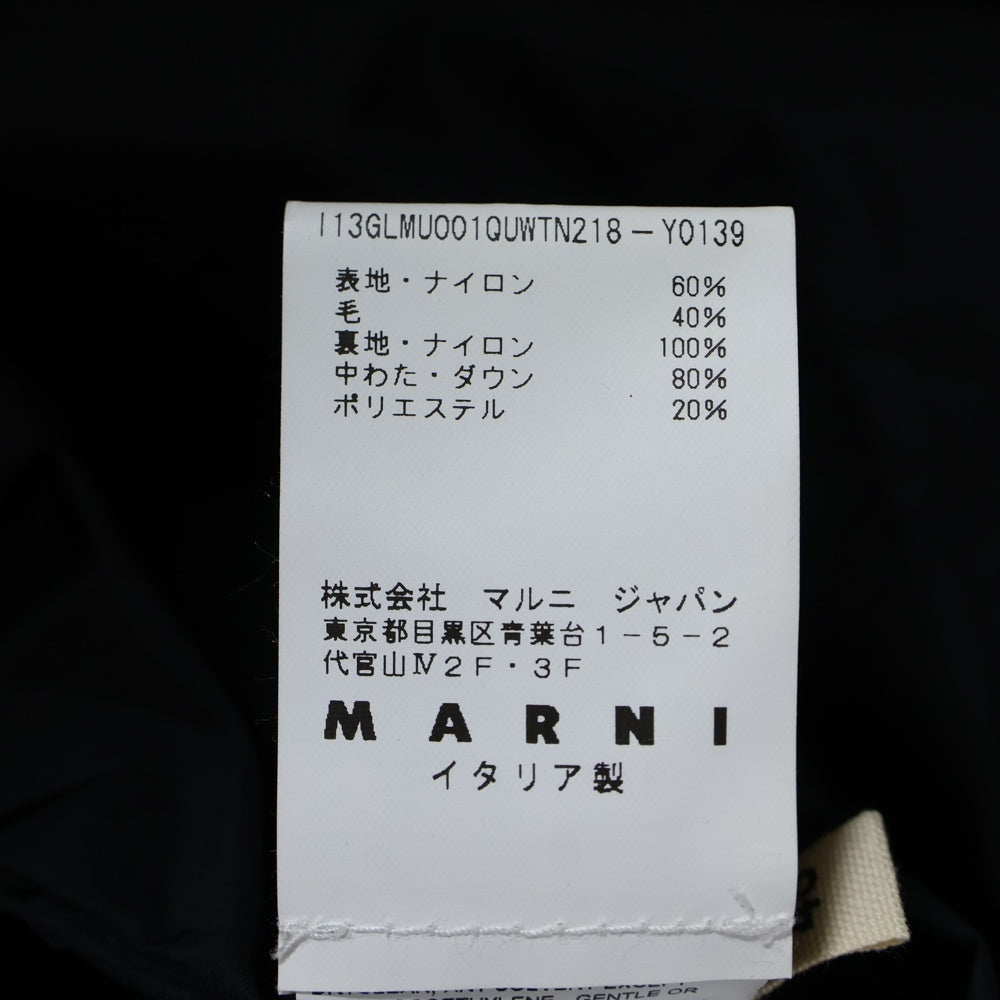 I13GLMU001QUWTN218－Y0139
表地・ナイロン 60%
毛 40%
裏地・ナイロン 100%
中わた・ダウン 80%
ポリエステル 20%
株式会社 マルニ ジャパン
東京都目黒区青葉台１－５－２
代官山Ⅳ２Ｆ・３Ｆ
MARNI
イタリア製
GENTLE OR